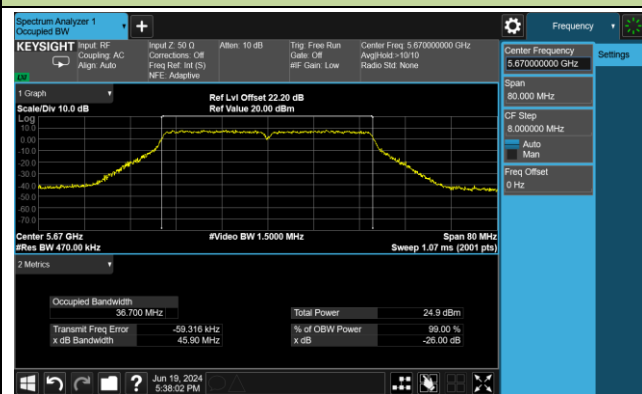 Spectrum Analyzer 1
Occupied BW
+
Frequency
KEYSIGHT
Input: RF
Coupling: AC
Align: Auto
Input Z: 50 Ω
Corrections: Off
Freq Ref: Int (S)
NFE: Adaptive
Atten: 10 dB
Trig: Free Run
Gate: Off
#IF Gain: Low
Center Freq: 5.670000000 GHz
Avg|Hold:>10/10
Radio Std: None
LXI
Center Frequency
5.670000000 GHz
Settings
Span
80.000 MHz
CF Step
8.000000 MHz
Auto
Man
Freq Offset
0 Hz
1 Graph
Scale/Div 10.0 dB
Ref Lvl Offset 22.20 dB
Ref Value 20.00 dBm
Log
10.0
0.00
-10.0
-20.0
-30.0
-40.0
-50.0
-60.0
-70.0
Center 5.67 GHz
#Res BW 470.00 kHz
#Video BW 1.5000 MHz
Span 80 MHz
Sweep 1.07 ms (2001 pts)
2 Metrics
Occupied Bandwidth
36.700 MHz
Total Power 24.9 dBm
Transmit Freq Error -59.316 kHz
% of OBW Power 99.00 %
x dB Bandwidth 45.90 MHz
x dB -26.00 dB
?
Jun 19, 2024
5:38:02 PM